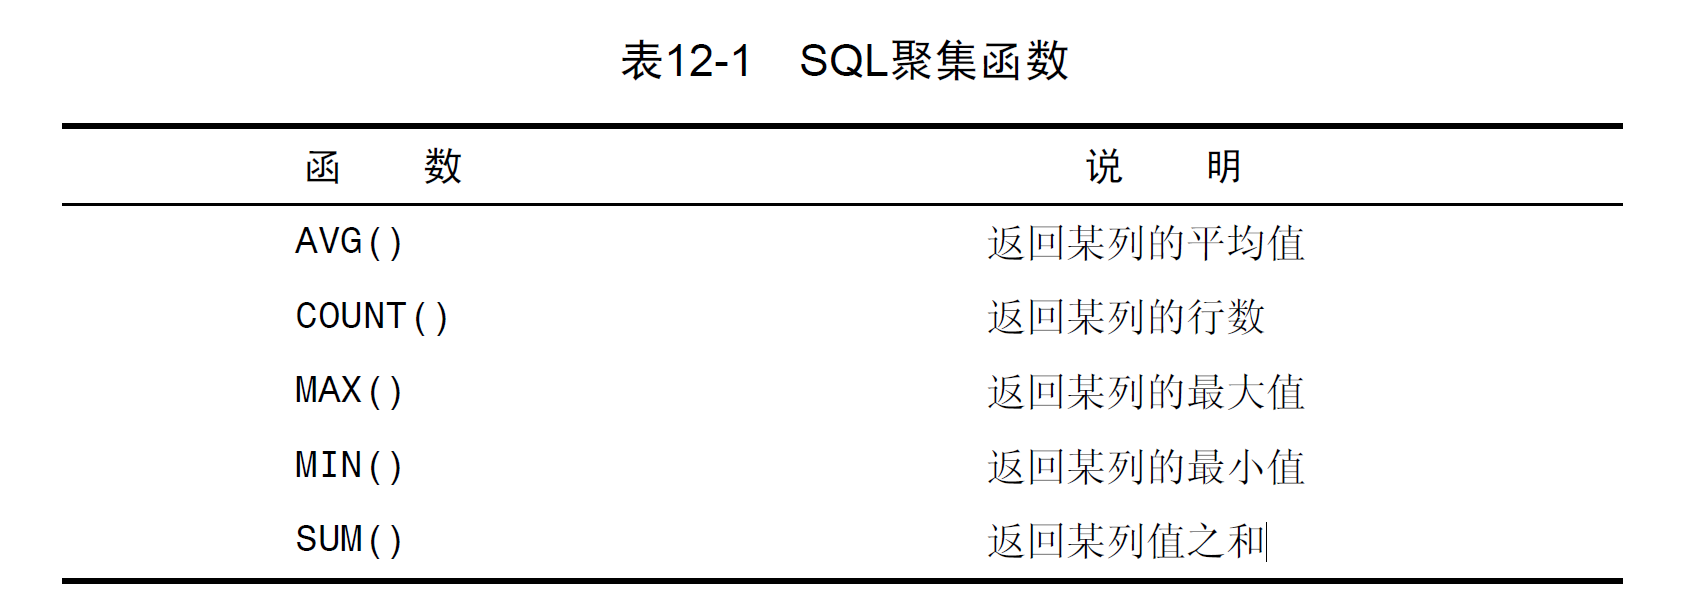 表12-1 SQL聚集函数
函 数 说 明
AVG() 返回某列的平均值
COUNT() 返回某列的行数
MAX() 返回某列的最大值
MIN() 返回某列的最小值
SUM() 返回某列值之和